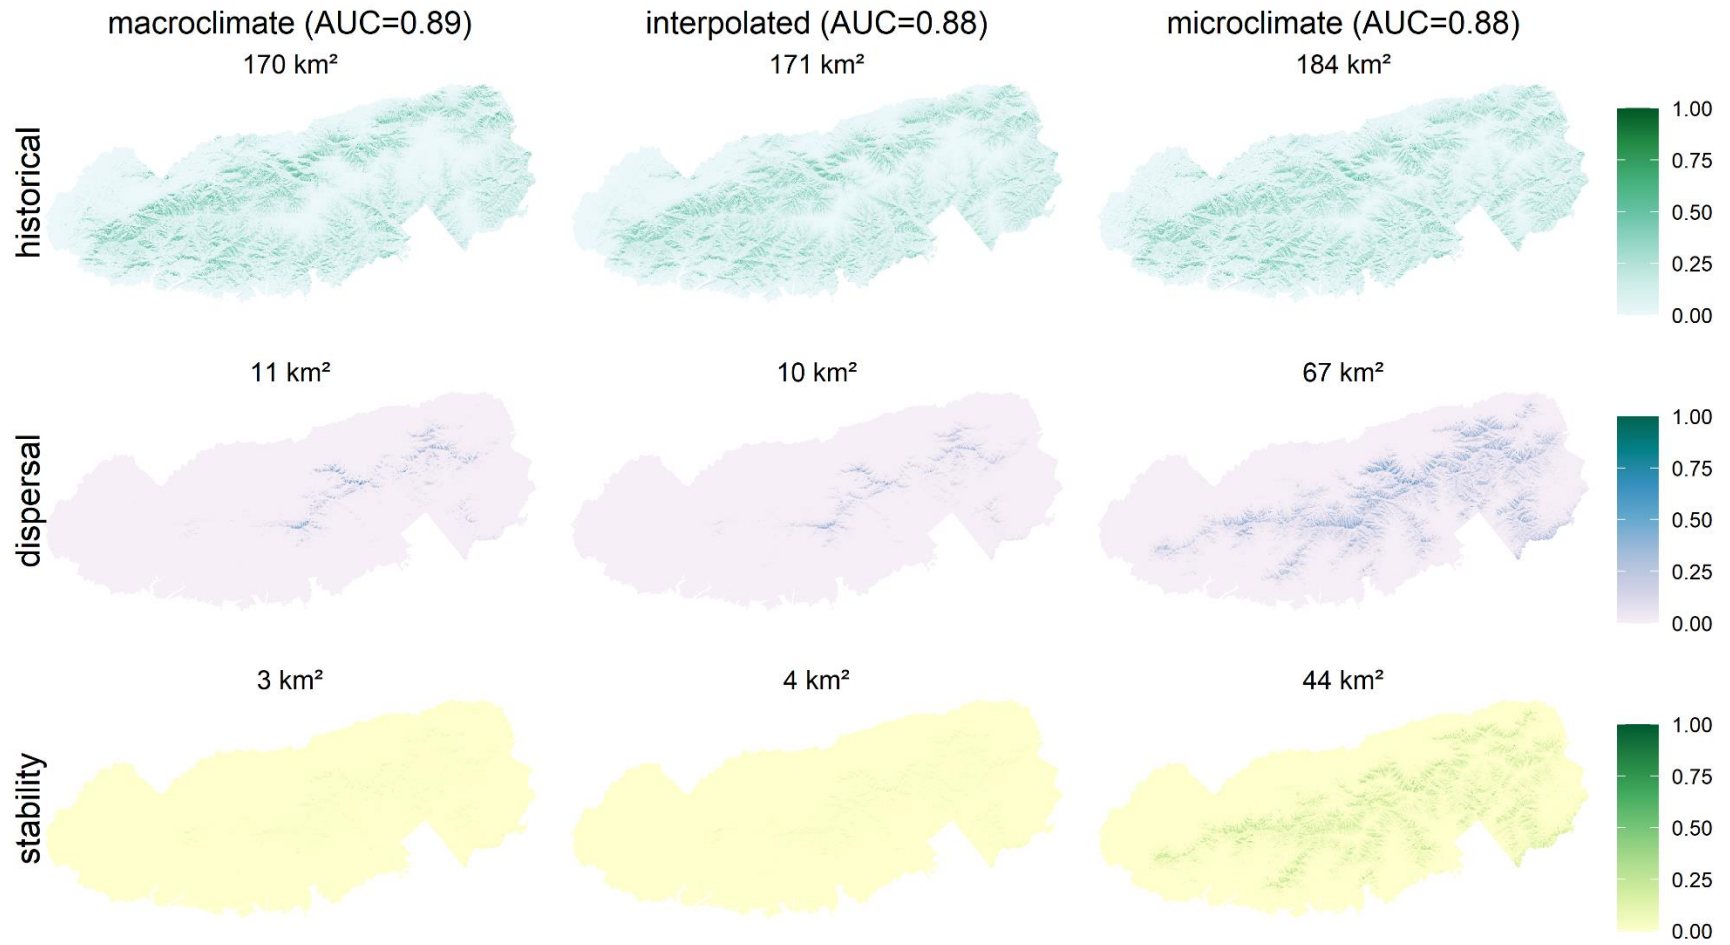 macroclimate (AUC=0.89) interpolated (AUC=0.88) microclimate (AUC=0.88)
170 km² 171 km² 184 km²
historical
1.00
0.75
0.50
0.25
0.00
11 km² 10 km² 67 km²
dispersal
1.00
0.75
0.50
0.25
0.00
3 km² 4 km² 44 km²
stability
1.00
0.75
0.50
0.25
0.00